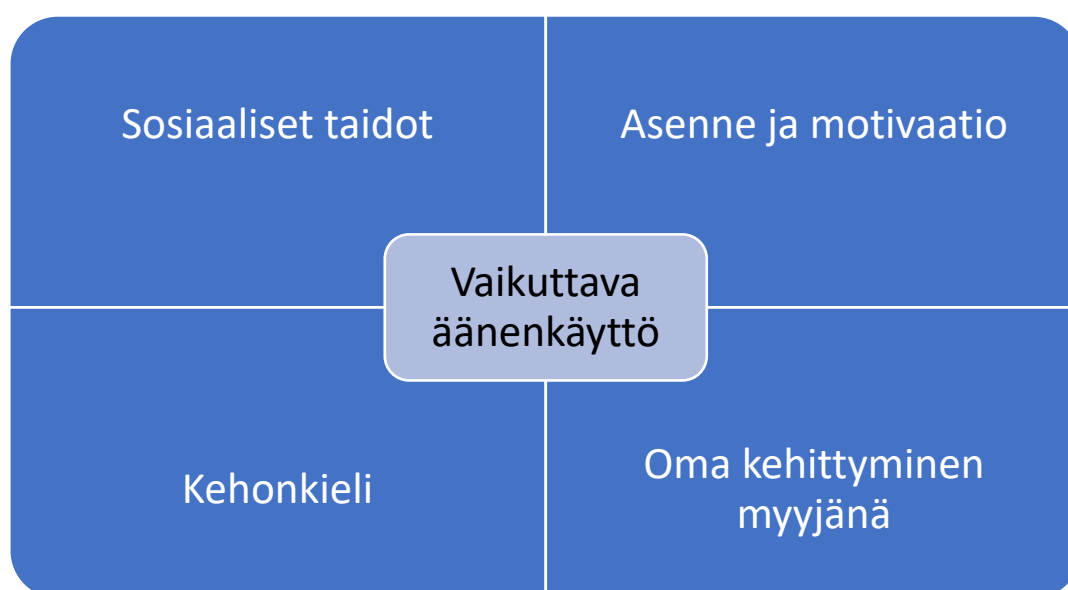 Sosiaaliset taidot
Asenne ja motivaatio
Vaikuttava
äänenkäyttö
Kehonkieli
Oma kehittyminen
myyjänä